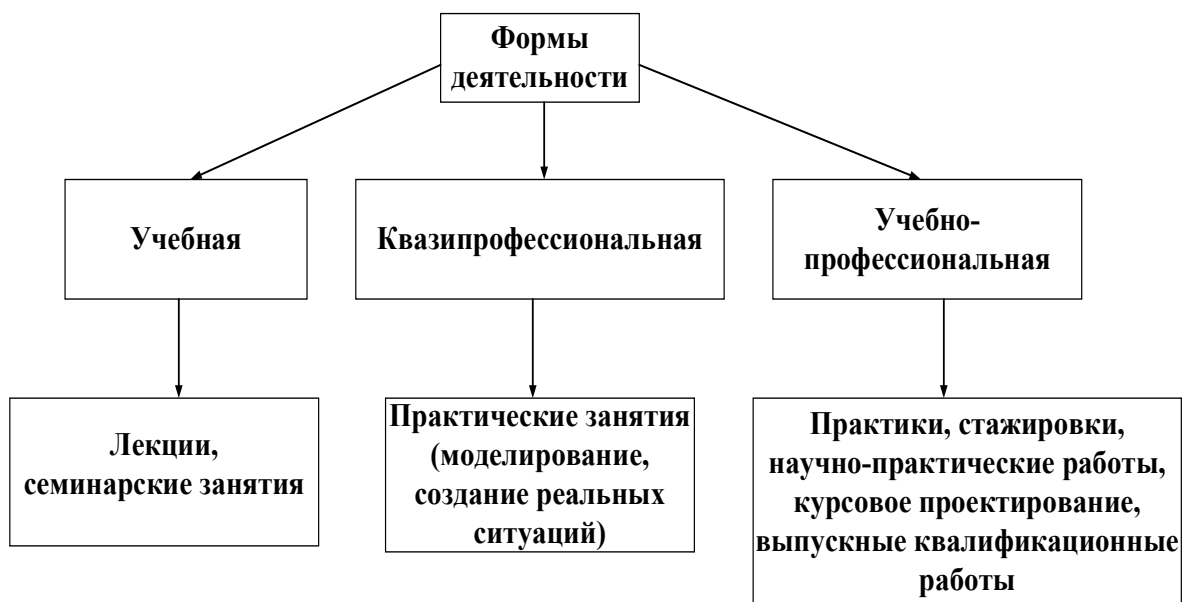 Формы
деятельности
Учебная
Квазипрофессиональная
Учебно-
профессиональная
Лекции,
семинарские занятия
Практические занятия
(моделирование,
создание реальных
ситуаций)
Практики, стажировки,
научно-практические работы,
курсовое проектирование,
выпускные квалификационные
работы